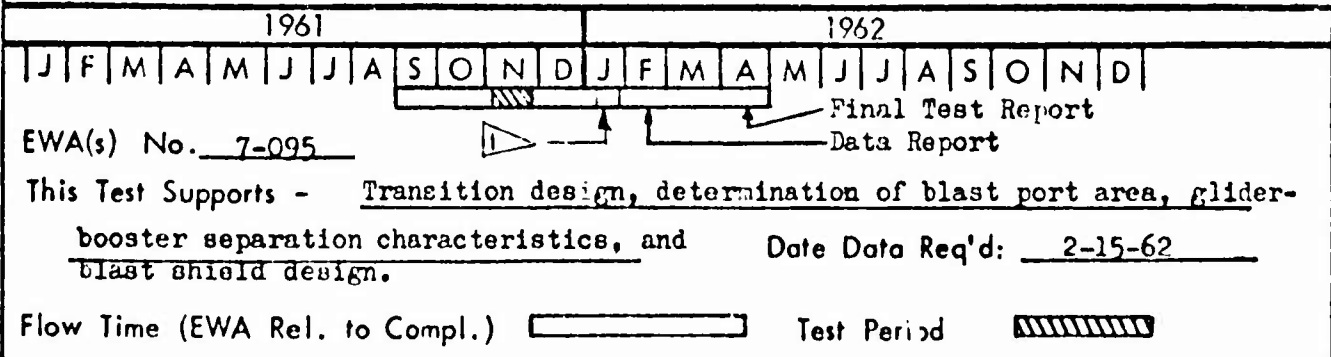 1961 1962
J F M A M J J A S O N D J F M A M J J A S O N D
Final Test Report
EWA(s) No. 7-095 1 Data Report
This Test Supports - Transition design, determination of blast port area, glider-
booster separation characteristics, and Date Data Req'd: 2-15-62
blast shield design.
Flow Time (EWA Rel. to Compl.) Test Period